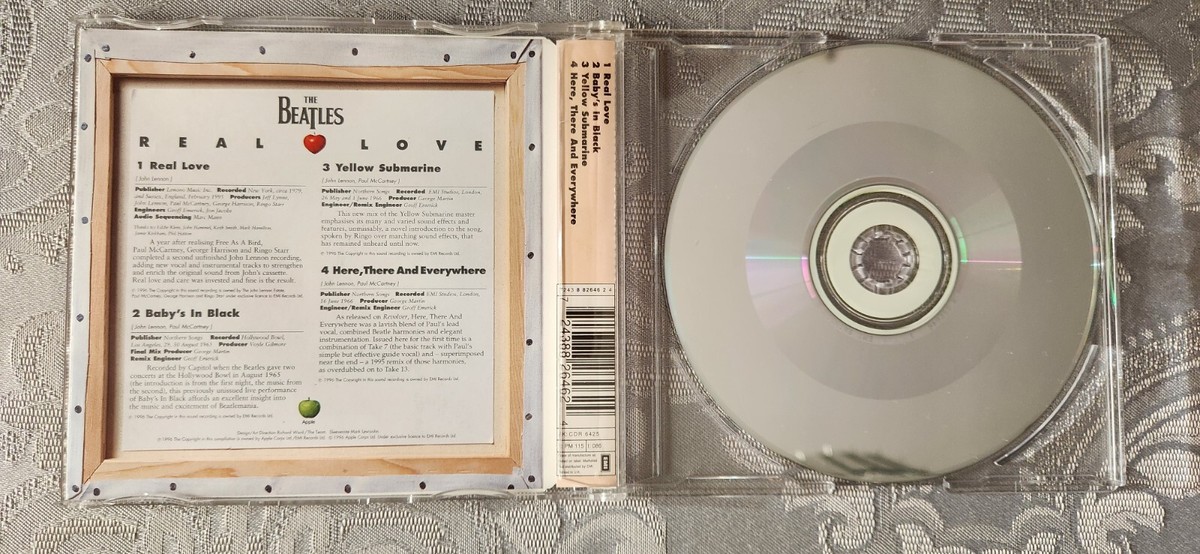 THE
BEATLES
REAL LOVE
1 Real Love
[ John Lennon ]
Publisher Lenono Music Inc. Recorded New York, circa 1979,
and Sussex, England, February 1995 Producers Jeff Lynne,
John Lennon, Paul McCartney, George Harrison, Ringo Starr
Engineers Geoff Emerick, Jon Jacobs
Audio Sequencing Marc Mann
A year after realising Free As A Bird,
Paul McCartney, George Harrison and Ringo Starr
completed a second unfinished John Lennon recording,
adding new vocal and instrumental tracks to strengthen
and enrich the original sound from John's cassette.
Real love and care was invested and fine is the result.
2 Baby's In Black
[ John Lennon, Paul McCartney ]
Publisher Northern Songs Recorded Hollywood Bowl,
Los Angeles, 29, 30 August 1965 Producer Voyle Gilmore
Final Mix Producer George Martin
Remix Engineer Geoff Emerick
Recorded by Capitol when the Beatles gave two
concerts at the Hollywood Bowl in August 1965
(the introduction is from the first night, the music from
the second), this previously unissued live performance
of Baby's In Black affords an excellent insight into
the music and excitement of Beatlemania.
3 Yellow Submarine
[ John Lennon, Paul McCartney ]
Publisher Northern Songs Recorded EMI Studios, London,
26 May and 1 June 1966 Producer George Martin
Engineer/Remix Engineer Geoff Emerick
This new mix of the Yellow Submarine master
emphasises its many and varied sound effects and
features, unmissably, a novel introduction to the song,
spoken by Ringo over marching sound effects, that
has remained unheard until now.
4 Here, There And Everywhere
[ John Lennon, Paul McCartney ]
Publisher Northern Songs Recorded EMI Studios, London,
16 June 1966 Producer George Martin
Engineer/Remix Engineer Geoff Emerick
As released on Revolver, Here, There And
Everywhere was a lavish blend of Paul's lead
vocal, combined Beatle harmonies and elegant
instrumentation. Issued here for the first time is a
combination of Take 7 (the basic track with Paul's
simple but effective guide vocal) and – superimposed
near the end – a 1995 remix of those harmonies,
as overdubbed on to Take 13.
Apple
1 Real Love
2 Baby's in Black
3 Yellow Submarine
4 Here, There And Everywhere
7243 8 82646 2 4
7 24388 26462 4
CDR 6425
PM 115
EMI